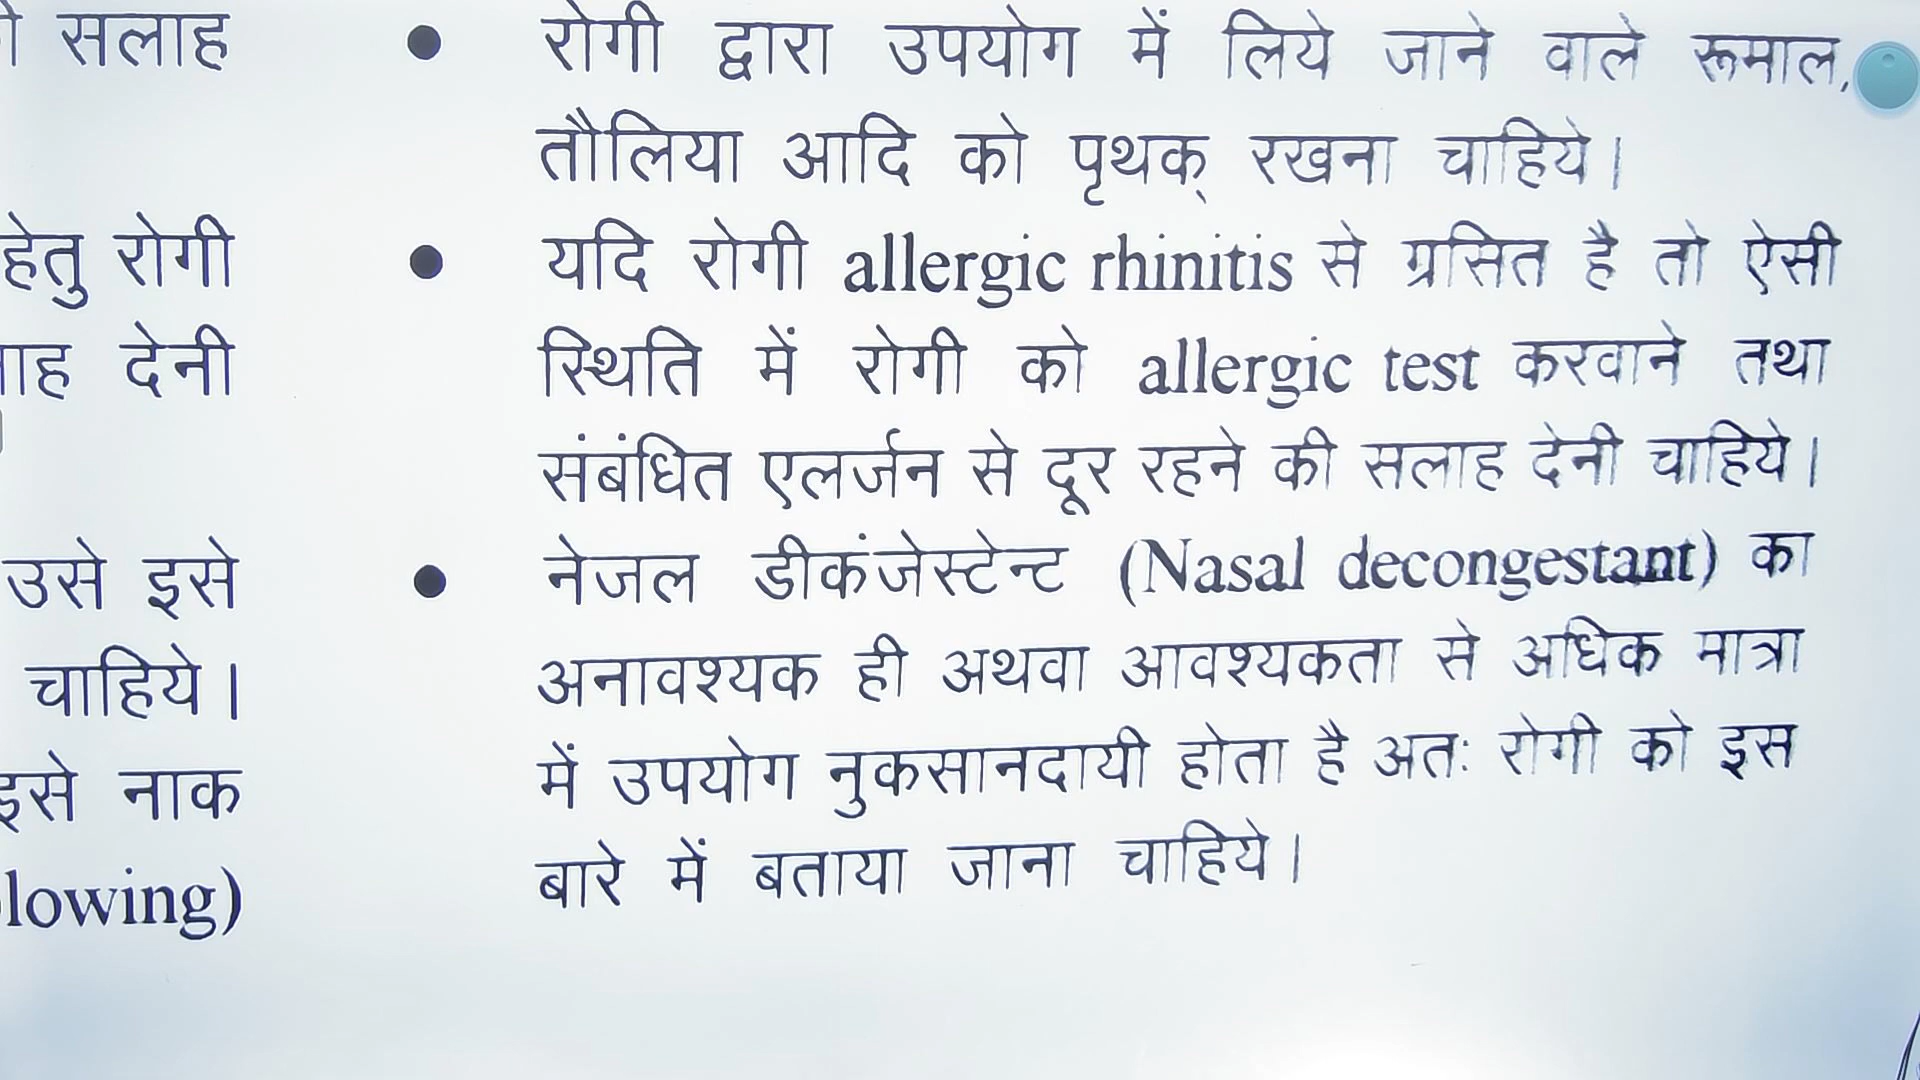 सलाह
हेतु रोगी
देनी
उसे इसे
चाहिये।
इसे नाक
• रोगी द्वारा उपयोग में लिये जाने वाले रूमाल,
तौलिया आदि को पृथक् रखना चाहिये।
• यदि रोगी allergic rhinitis से ग्रसित है तो ऐसी
स्थिति में रोगी को allergic test करवाने तथा
संबंधित एलर्जन से दूर रहने की सलाह देनी चाहिये।
• नेजल डीकंजेस्टेन्ट (Nasal decongestant) का
अनावश्यक ही अथवा आवश्यकता से अधिक मात्रा
में उपयोग नुकसानदायी होता है अतः रोगी को इस
बारे में बताया जाना चाहिये।